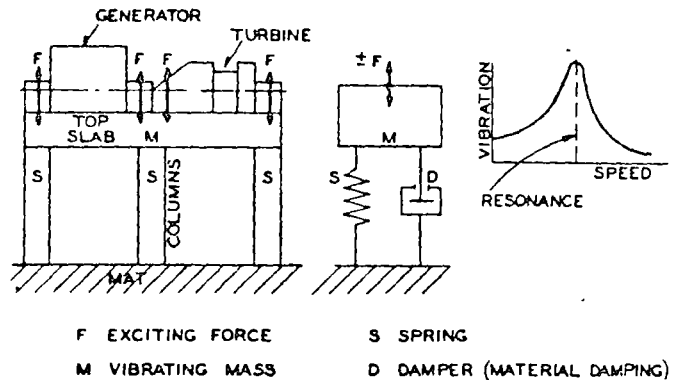 GENERATOR
TURBINE
F
F
F
F
TOP
SLAB
M
S
S
S
COLUMNS
MAT
± F
M
S
D
VIBRATION
SPEED
RESONANCE
F EXCITING FORCE
S SPRING
M VIBRATING MASS
D DAMPER (MATERIAL DAMPING)